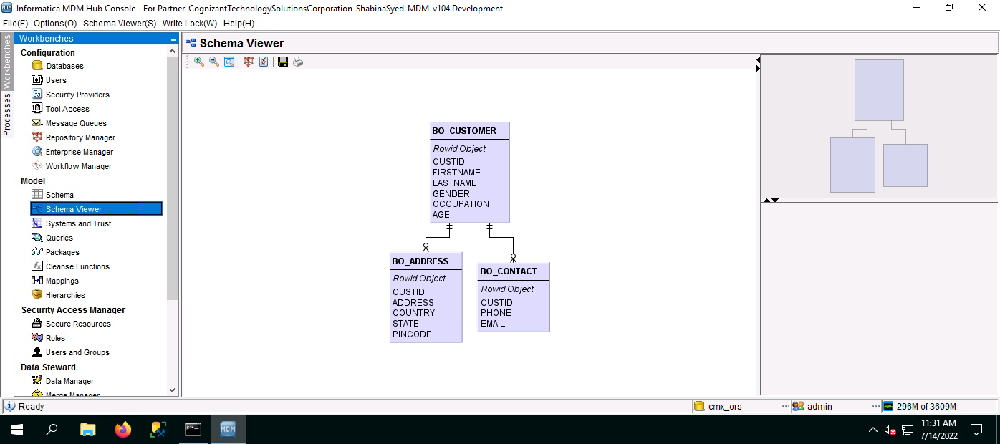 Informatica MDM Hub Console - For Partner-CognizantTechnologySolutionsCorporation-ShabinaSyed-MDM-v104 Development
File(F) Options(O) Schema Viewer(S) Write Lock(W) Help(H)
Workbenches
Processes
Workbenches
Configuration
Databases
Users
Security Providers
Tool Access
Message Queues
Repository Manager
Enterprise Manager
Workflow Manager
Model
Schema
Schema Viewer
Systems and Trust
Queries
Packages
Cleanse Functions
Mappings
Hierarchies
Security Access Manager
Secure Resources
Roles
Users and Groups
Data Steward
Data Manager
Merge Manager
Schema Viewer
BO_CUSTOMER
Rowid Object
CUSTID
FIRSTNAME
LASTNAME
GENDER
OCCUPATION
AGE
BO_ADDRESS
Rowid Object
CUSTID
ADDRESS
COUNTRY
STATE
PINCODE
BO_CONTACT
Rowid Object
CUSTID
PHONE
EMAIL
Ready
cmx_ors ...
admin ...
296M of 3609M
MDM
11:31 AM
7/14/2022